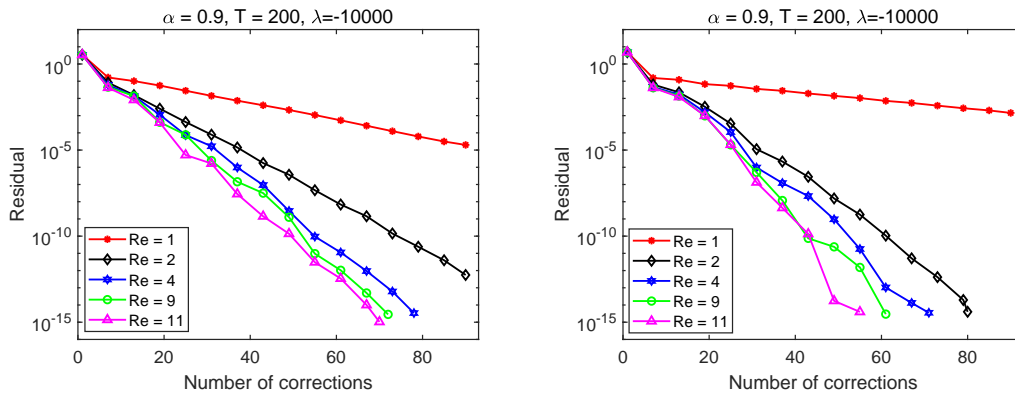 α = 0.9, T = 200, λ=-10000
10^0
10^-5
10^-10
10^-15
Residual
0 20 40 60 80
Number of corrections
Re = 1
Re = 2
Re = 4
Re = 9
Re = 11
α = 0.9, T = 200, λ=-10000
10^0
10^-5
10^-10
10^-15
Residual
0 20 40 60 80
Number of corrections
Re = 1
Re = 2
Re = 4
Re = 9
Re = 11